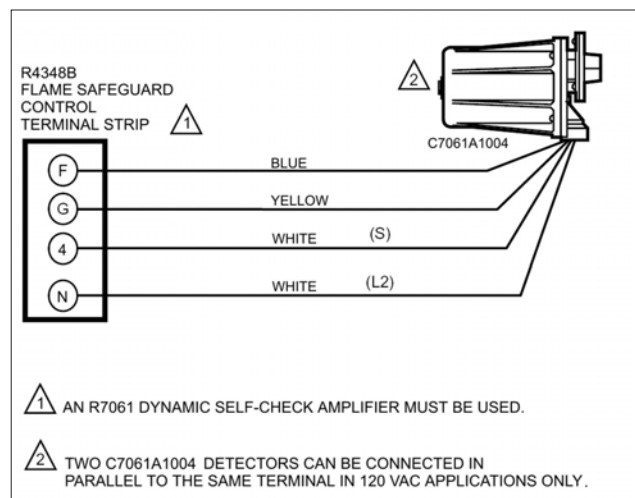 R4348B
FLAME SAFEGUARD
CONTROL
TERMINAL STRIP
1
2
C7061A1004
F
BLUE
G
YELLOW
4
WHITE (S)
N
WHITE (L2)
1 AN R7061 DYNAMIC SELF-CHECK AMPLIFIER MUST BE USED.
2 TWO C7061A1004 DETECTORS CAN BE CONNECTED IN
PARALLEL TO THE SAME TERMINAL IN 120 VAC APPLICATIONS ONLY.